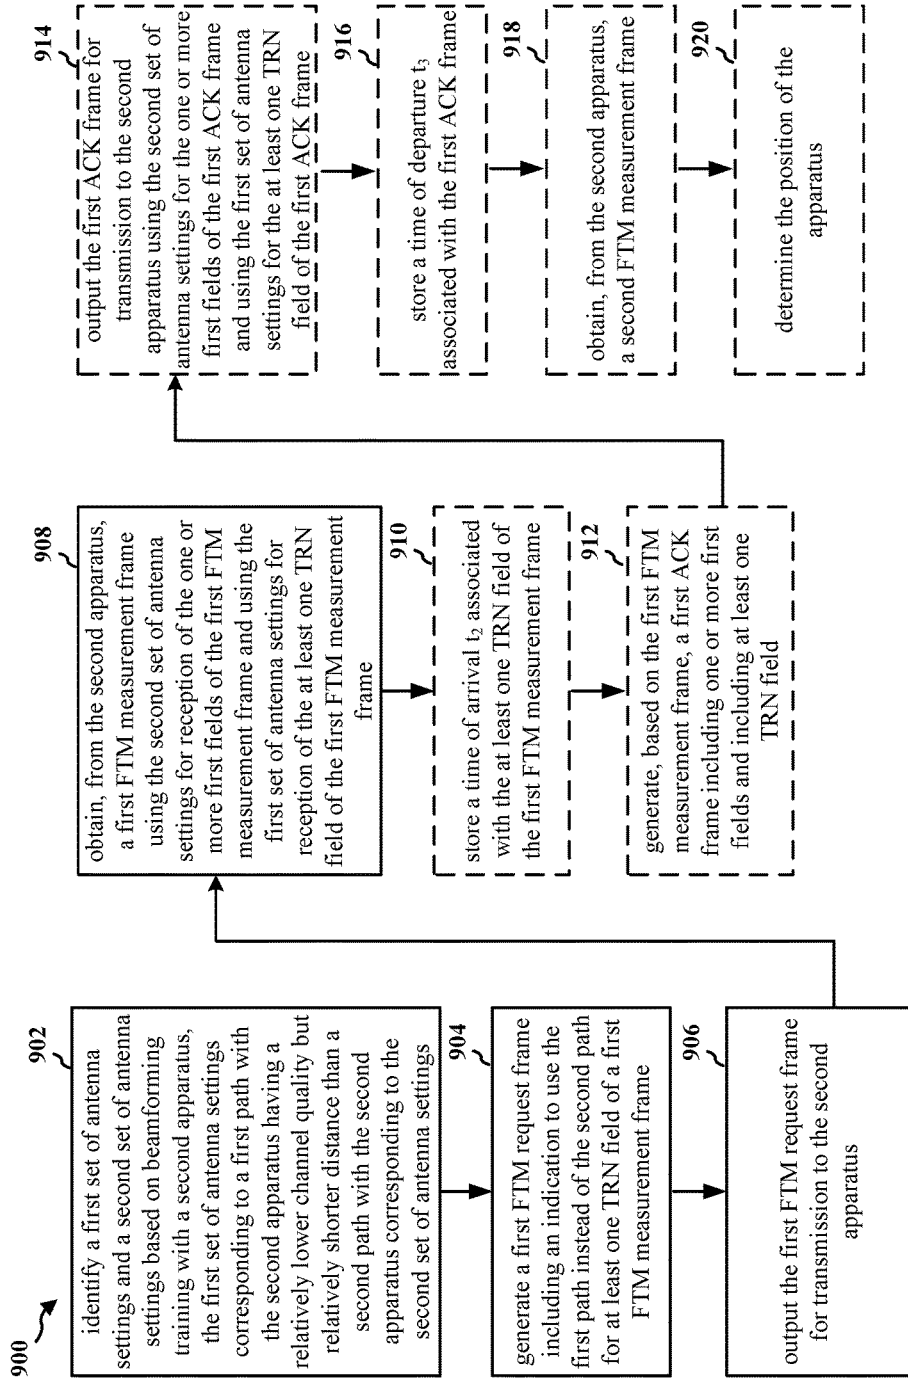 900
902
identify a first set of antenna
settings and a second set of antenna
settings based on beamforming
training with a second apparatus,
the first set of antenna settings
corresponding to a first path with
the second apparatus having a
relatively lower channel quality but
relatively shorter distance than a
second path with the second
apparatus corresponding to the
second set of antenna settings
904
generate a first FTM request frame
including an indication to use the
first path instead of the second path
for at least one TRN field of a first
FTM measurement frame
906
output the first FTM request frame
for transmission to the second
apparatus
908
obtain, from the second apparatus,
a first FTM measurement frame
using the second set of antenna
settings for reception of the one or
more first fields of the first FTM
measurement frame and using the
first set of antenna settings for
reception of the at least one TRN
field of the first FTM measurement
frame
910
store a time of arrival t₂ associated
with the at least one TRN field of
the first FTM measurement frame
912
generate, based on the first FTM
measurement frame, a first ACK
frame including one or more first
fields and including at least one
TRN field
914
output the first ACK frame for
transmission to the second
apparatus using the second set of
antenna settings for the one or more
first fields of the first ACK frame
and using the first set of antenna
settings for the at least one TRN
field of the first ACK frame
916
store a time of departure t₃
associated with the first ACK frame
918
obtain, from the second apparatus,
a second FTM measurement frame
920
determine the position of the
apparatus